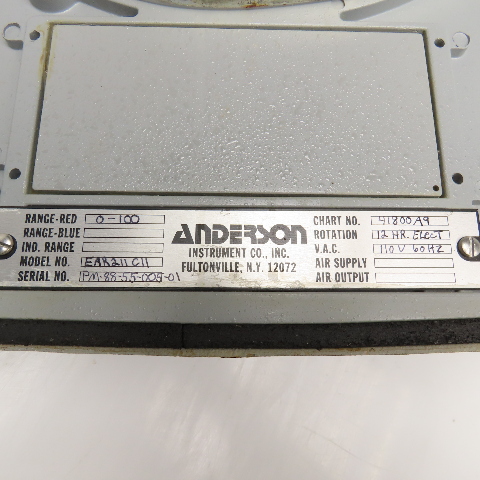 RANGE-RED 0-100
RANGE-BLUE
IND. RANGE
MODEL NO.
SERIAL NO. PM-88-55-005-01
ANDERSON
INSTRUMENT CO., INC.
FULTONVILLE, N.Y. 12072
CHART NO. 41800A9
ROTATION 12 HR. ELECT
V.A.C. 110V 60HZ
AIR SUPPLY
AIR OUTPUT